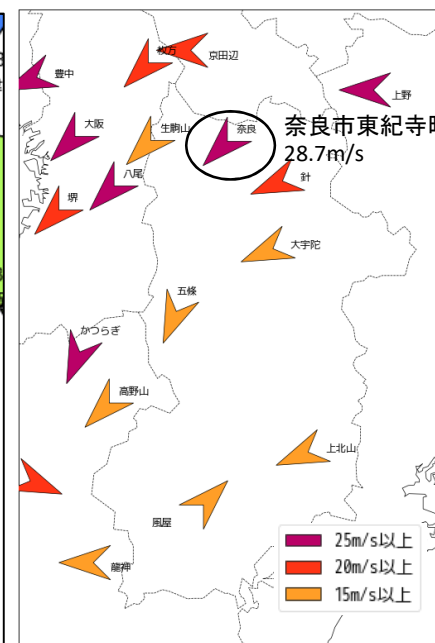 枚方
京田辺
豊中
上野
大阪
生駒山
奈良
奈良市東紀寺町
28.7m/s
八尾
針
堺
大宇陀
五條
かつらぎ
高野山
上北山
風屋
龍神
25m/s以上
20m/s以上
15m/s以上